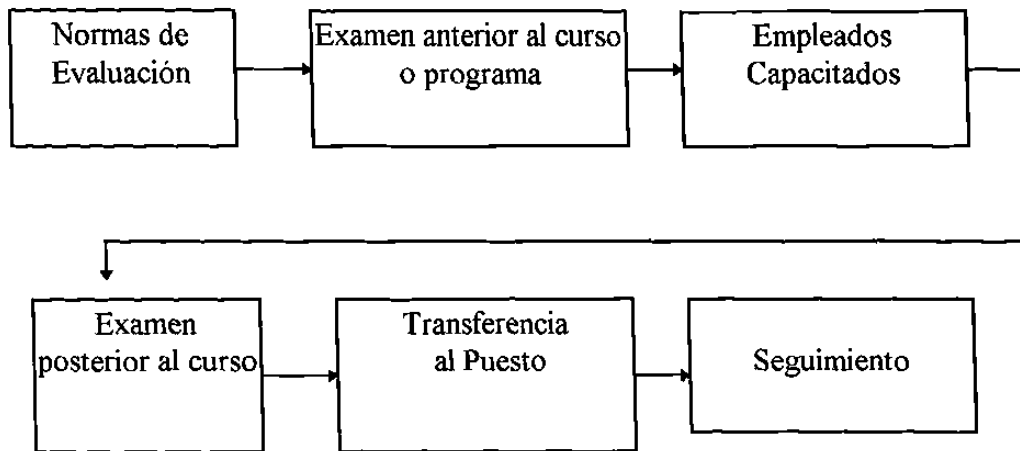 Normas de
Evaluación
Examen anterior al curso
o programa
Empleados
Capacitados
Examen
posterior al curso
Transferencia
al Puesto
Seguimiento